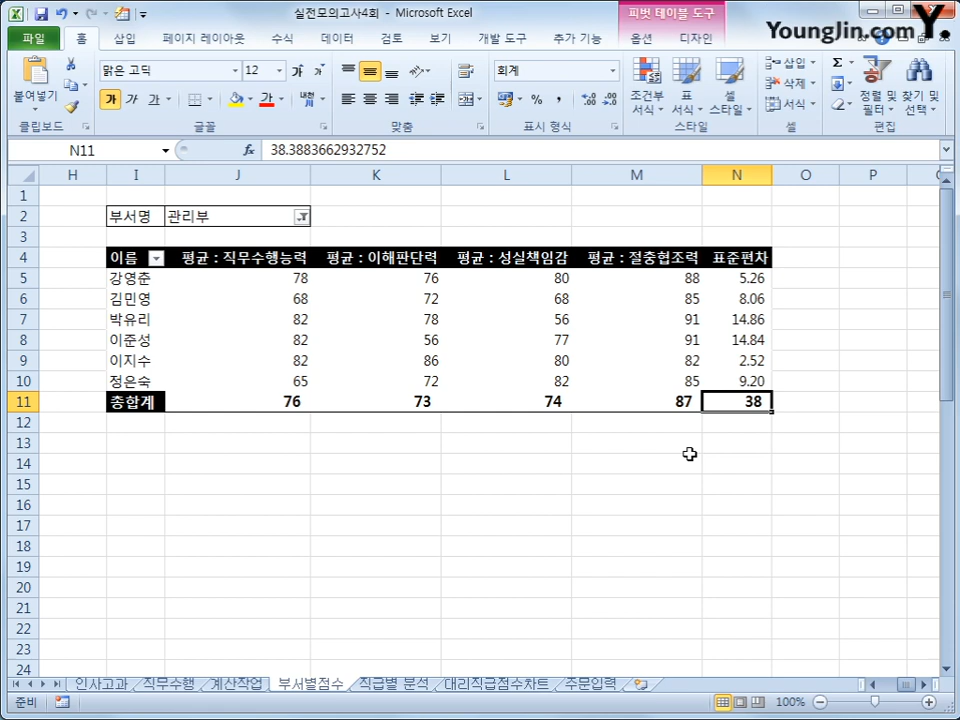 실전모의고사4회 - Microsoft Excel
피벗 테이블 도구
Younglin.com Y.
파일 홈 삽입 페이지 레이아웃 수식 데이터 검토 보기 개발 도구 추가 기능 옵션 디자인
붙여넣기
맑은 고딕 12
가 가 가
회계
조건부 서식
표 서식
셀 스타일
삽입
삭제
서식
정렬 및 필터
찾기 및 선택
클립보드 글꼴 맞춤 표시 형식 스타일 셀 편집
N11 fx 38.3883662932752
H I J K L M N O P
1
2 부서명 관리부
3
4 이름 평균 : 직무수행능력 평균 : 이해판단력 평균 : 성실책임감 평균 : 절충협조력 표준편차
5 강영춘 78 76 80 88 5.26
6 김민영 68 72 68 85 8.06
7 박유리 82 78 56 91 14.86
8 이준성 82 56 77 91 14.84
9 이지수 82 86 80 82 2.52
10 정은숙 65 72 82 85 9.20
11 총합계 76 73 74 87 38
12
13
14
15
16
17
18
19
20
21
22
23
24
인사고과 직무수행 계산작업 부서별점수 직급별 분석 대리직급점수차트 주문입력
준비 100%